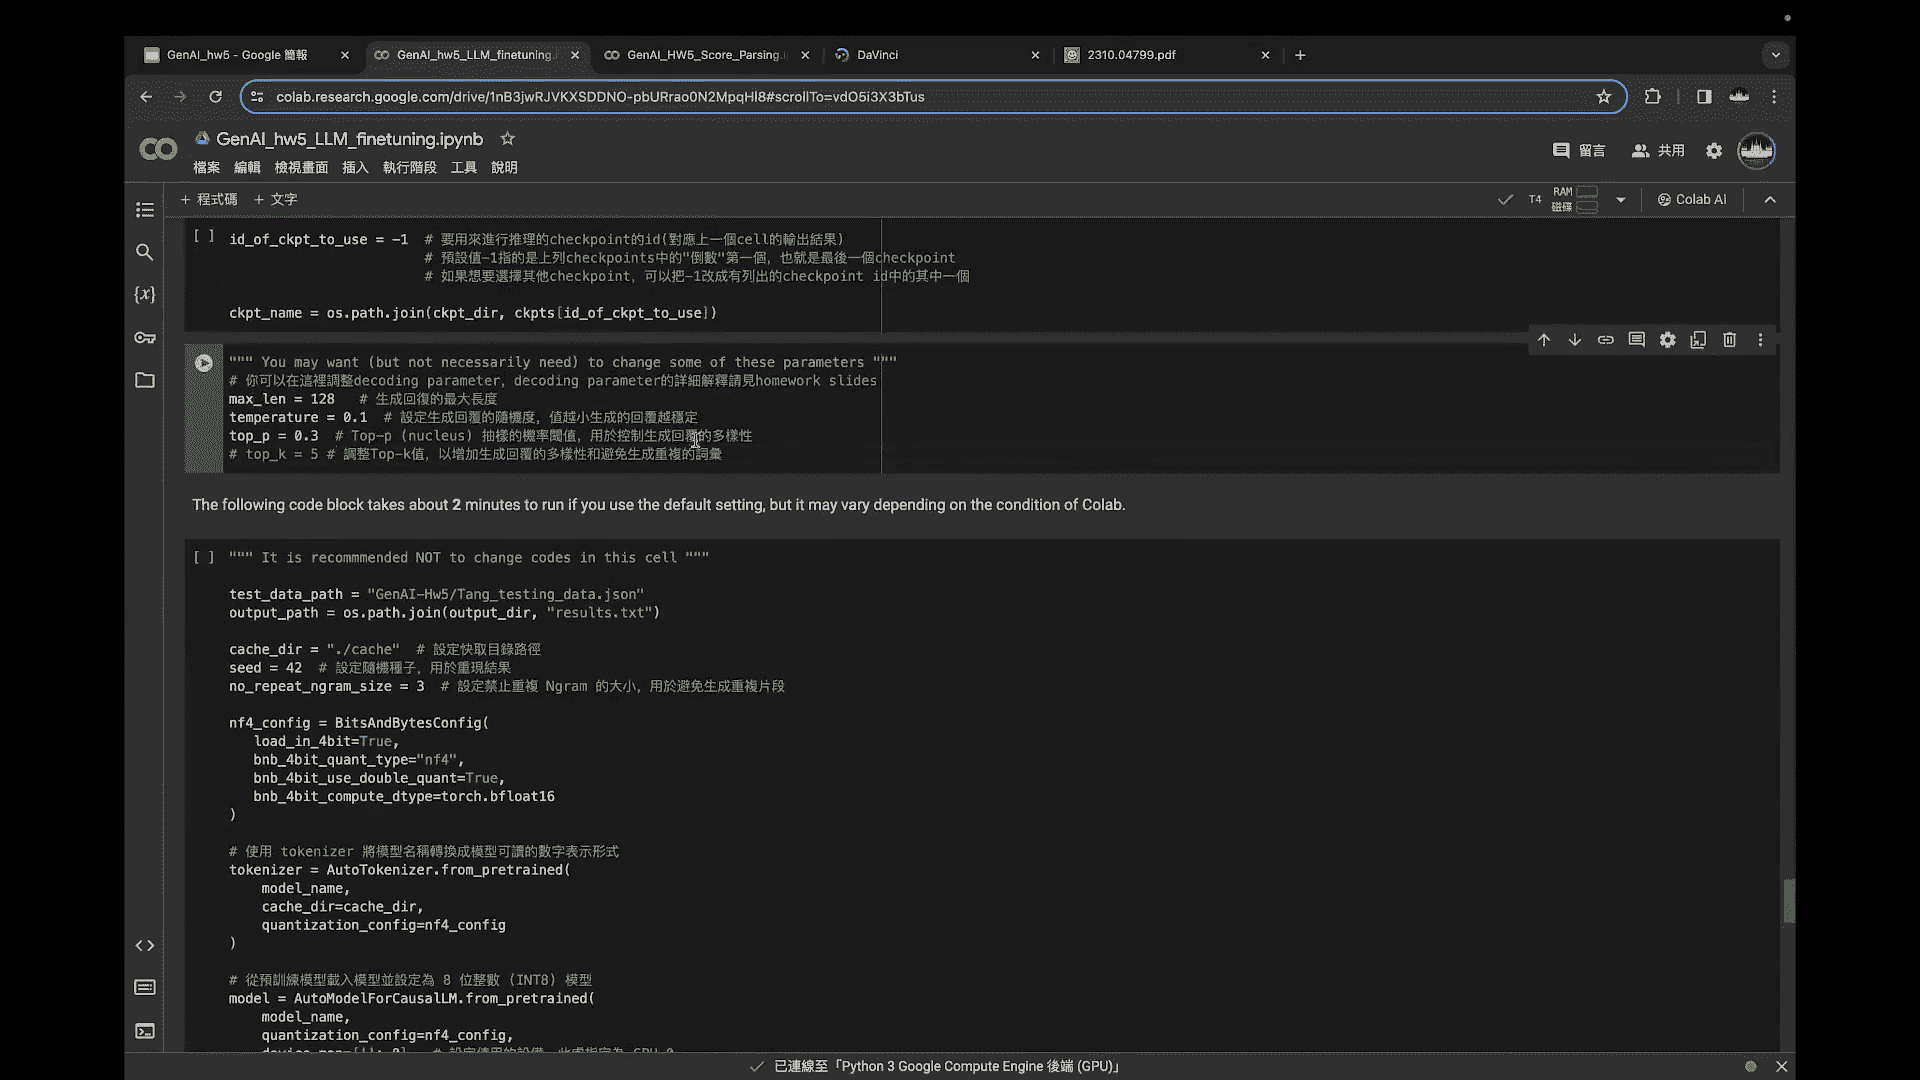 GenAI_hw5 - Google 簡報
GenAI_hw5_LLM_finetuning.
GenAI_HW5_Score_Parsing.i
DaVinci
2310.04799.pdf
colab.research.google.com/drive/1nB3jwRJVKXSDDNO-pbURrao0N2MpqHl8#scrollTo=vdO5i3X3bTus
GenAI_hw5_LLM_finetuning.ipynb
檔案 編輯 檢視畫面 插入 執行階段 工具 說明
留言 共用
+ 程式碼 + 文字
T4 RAM
磁碟
Colab AI
[ ] id_of_ckpt_to_use = -1 # 要用來進行推理的checkpoint的id(對應上一個cell的輸出結果)
# 預設值-1指的是上列checkpoints中的"倒數"第一個，也就是最後一個checkpoint
# 如果想要選擇其他checkpoint，可以把-1改成有列出的checkpoint id中的其中一個
ckpt_name = os.path.join(ckpt_dir, ckpts[id_of_ckpt_to_use])
""" You may want (but not necessarily need) to change some of these parameters """
# 你可以在這裡調整decoding parameter，decoding parameter的詳細解釋請見homework slides
max_len = 128 # 生成回復的最大長度
temperature = 0.1 # 設定生成回覆的隨機度，值越小生成的回覆越穩定
top_p = 0.3 # Top-p (nucleus) 抽樣的機率閾值，用於控制生成回覆的多樣性
# top_k = 5 # 調整Top-k值，以增加生成回覆的多樣性和避免生成重複的詞彙
The following code block takes about 2 minutes to run if you use the default setting, but it may vary depending on the condition of Colab.
[ ] """ It is recommmended NOT to change codes in this cell """
test_data_path = "GenAI-Hw5/Tang_testing_data.json"
output_path = os.path.join(output_dir, "results.txt")
cache_dir = "./cache" # 設定快取目錄路徑
seed = 42 # 設定隨機種子，用於重現結果
no_repeat_ngram_size = 3 # 設定禁止重複 Ngram 的大小，用於避免生成重複片段
nf4_config = BitsAndBytesConfig(
load_in_4bit=True,
bnb_4bit_quant_type="nf4",
bnb_4bit_use_double_quant=True,
bnb_4bit_compute_dtype=torch.bfloat16
)
# 使用 tokenizer 將模型名稱轉換成模型可讀的數字表示形式
tokenizer = AutoTokenizer.from_pretrained(
model_name,
cache_dir=cache_dir,
quantization_config=nf4_config
)
# 從預訓練模型載入模型並設定為 8 位整數 (INT8) 模型
model = AutoModelForCausalLM.from_pretrained(
model_name,
quantization_config=nf4_config,
已連線至「Python 3 Google Compute Engine 後端 (GPU)」